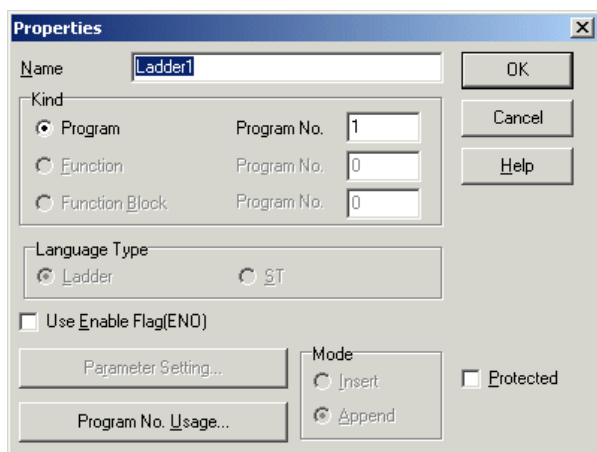 Properties
Name Ladder1 OK
Kind
Program Program No. 1 Cancel
Function Program No. 0 Help
Function Block Program No. 0
Language Type
Ladder ST
Use Enable Flag(ENO)
Parameter Setting... Mode
Insert Protected
Program No. Usage... Append